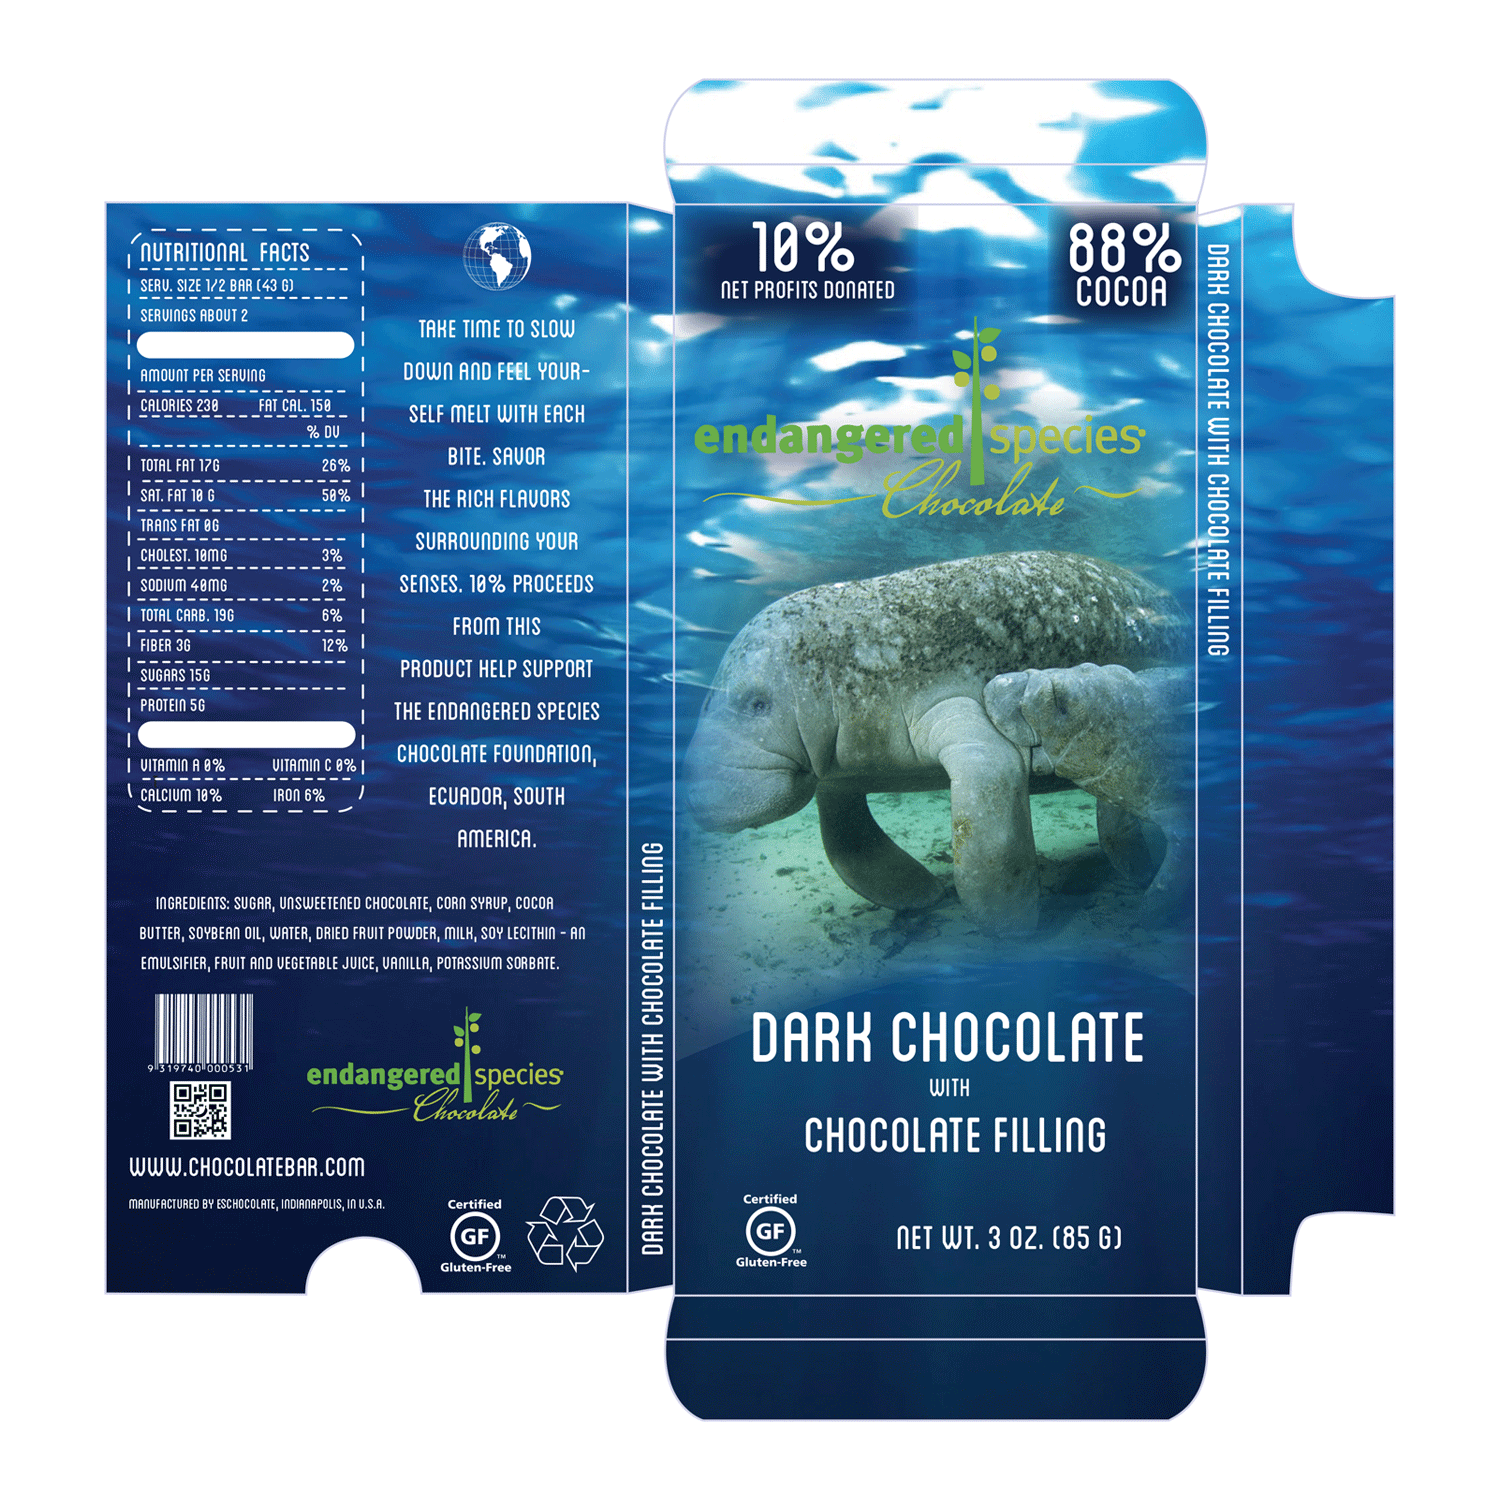 NUTRITIONAL FACTS
SERV. SIZE 1/2 BAR (43 G)
SERVINGS ABOUT 2
AMOUNT PER SERVING
CALORIES 230 FAT CAL. 150
% DV
TOTAL FAT 17G 26%
SAT. FAT 10 G 50%
TRANS FAT 0G
CHOLEST. 10MG 3%
SODIUM 40MG 2%
TOTAL CARB. 19G 6%
FIBER 3G 12%
SUGARS 15G
PROTEIN 5G
VITAMIN A 0% VITAMIN C 0%
CALCIUM 10% IRON 6%
TAKE TIME TO SLOW
DOWN AND FEEL YOUR-
SELF MELT WITH EACH
BITE. SAVOR
THE RICH FLAVORS
SURROUNDING YOUR
SENSES. 10% PROCEEDS
FROM THIS
PRODUCT HELP SUPPORT
THE ENDANGERED SPECIES
CHOCOLATE FOUNDATION,
ECUADOR, SOUTH
AMERICA.
INGREDIENTS: SUGAR, UNSWEETENED CHOCOLATE, CORN SYRUP, COCOA
BUTTER, SOYBEAN OIL, WATER, DRIED FRUIT POWDER, MILK, SOY LECITHIN - AN
EMULSIFIER, FRUIT AND VEGETABLE JUICE, VANILLA, POTASSIUM SORBATE.
9 319740 000531
endangered species
Chocolate
WWW.CHOCOLATEBAR.COM
MANUFACTURED BY ESCHOCOLATE, INDIANAPOLIS, IN U.S.A.
Certified
GF
TM
Gluten-Free
DARK CHOCOLATE WITH CHOCOLATE FILLING
10%
NET PROFITS DONATED
88%
COCOA
endangered species
Chocolate
DARK CHOCOLATE
WITH
CHOCOLATE FILLING
Certified
GF
TM
Gluten-Free
NET WT. 3 OZ. (85 G)
DARK CHOCOLATE WITH CHOCOLATE FILLING